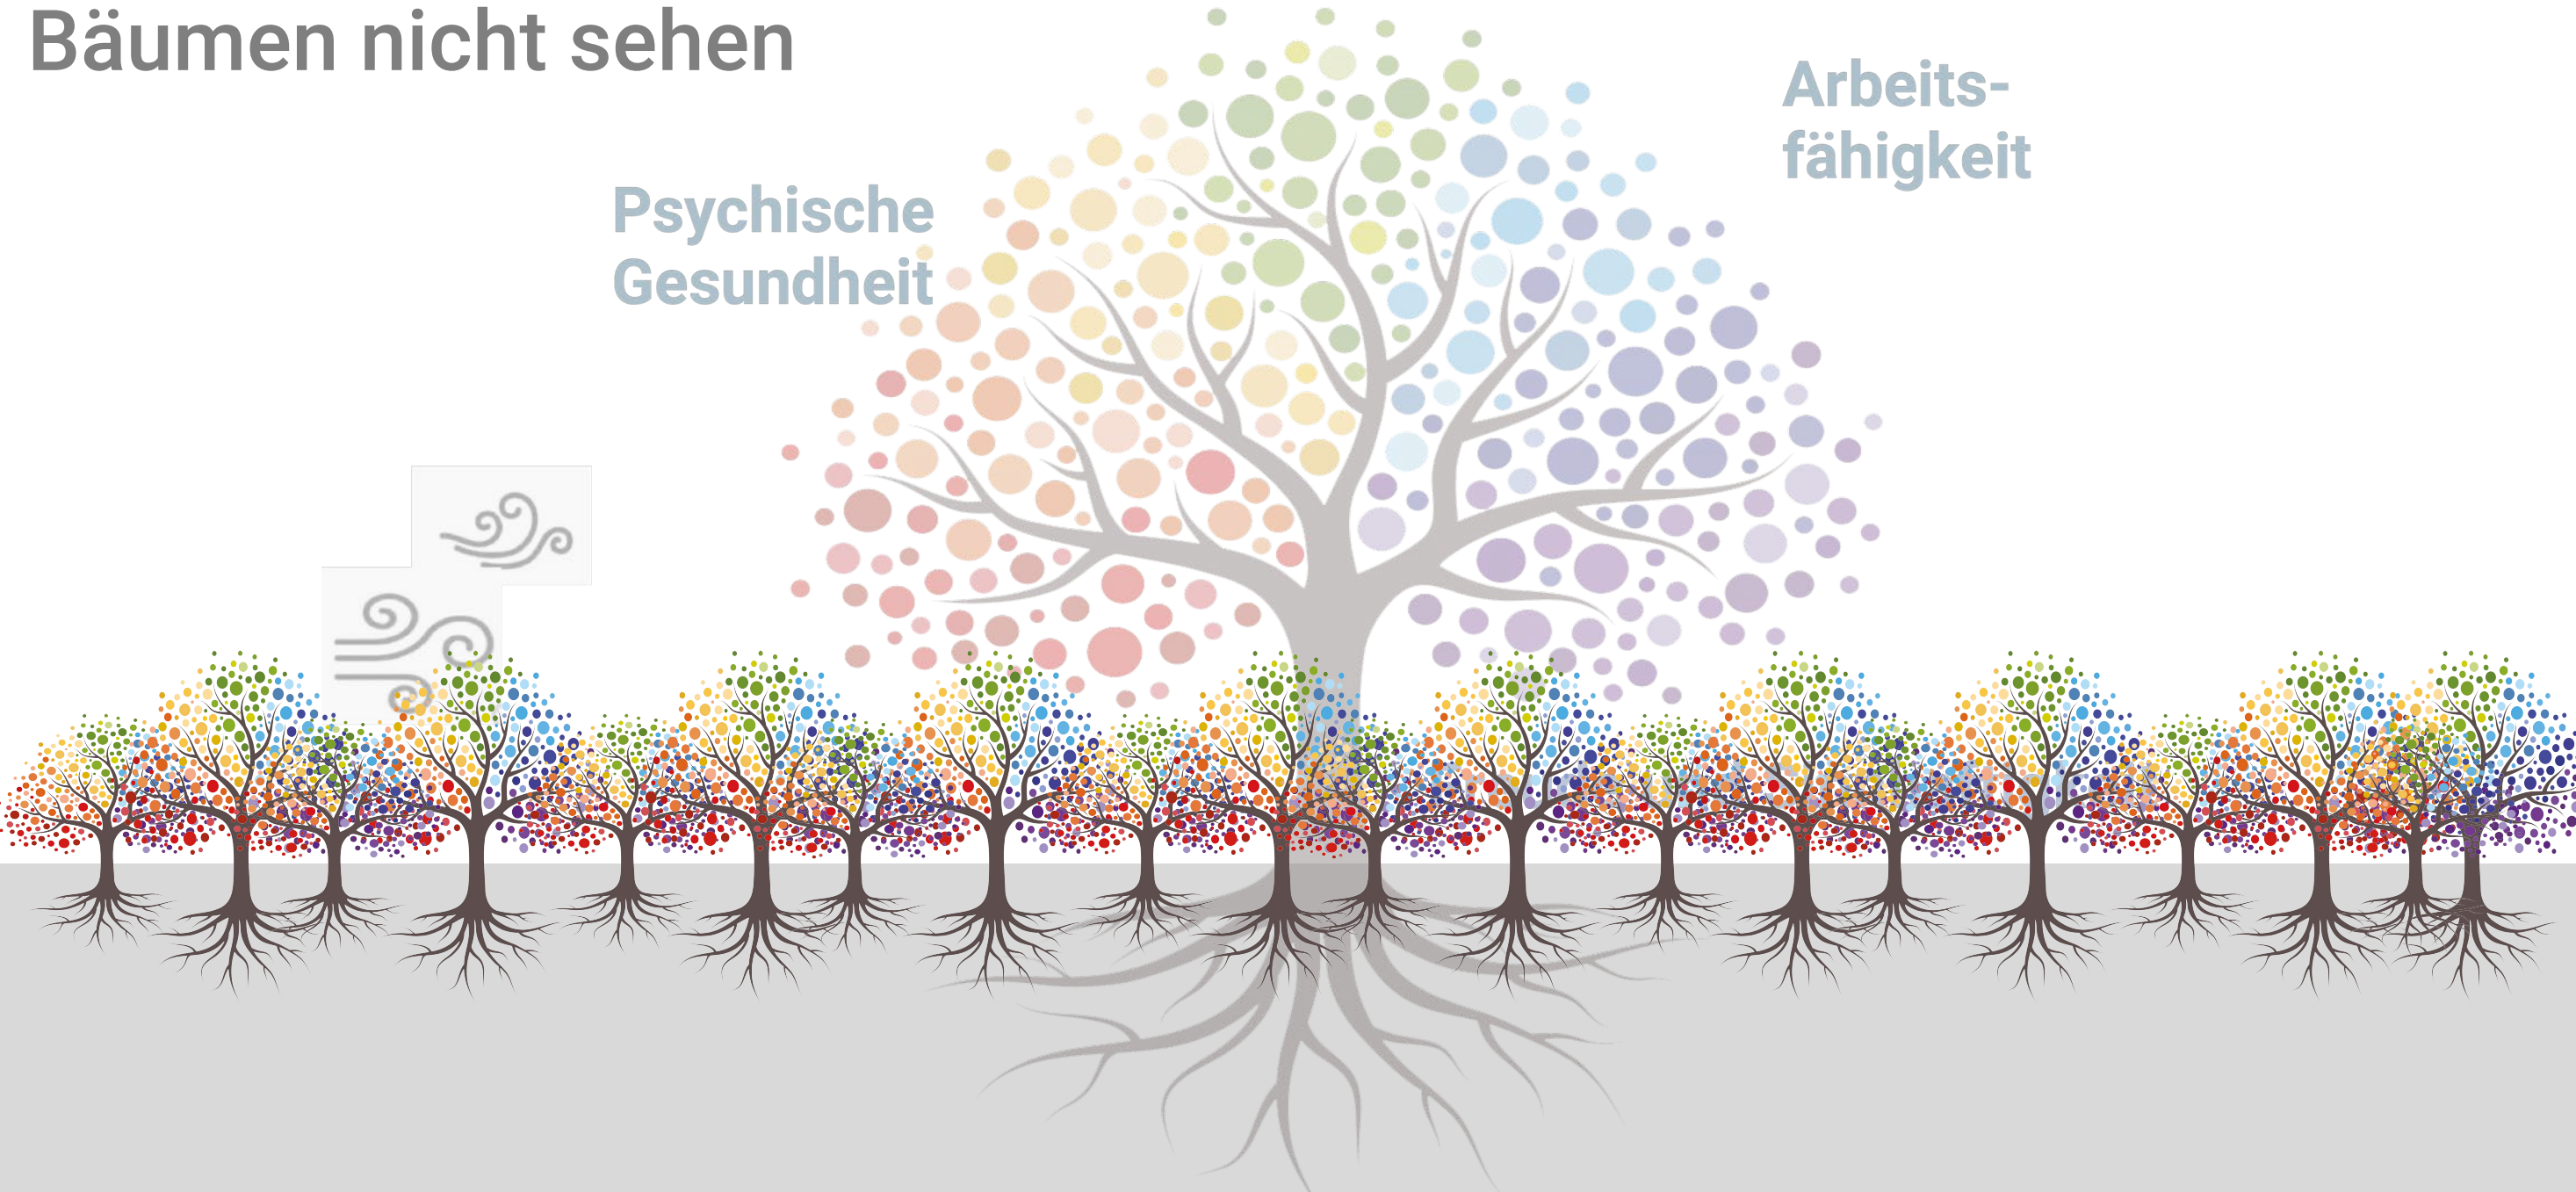 Bäumen nicht sehen
Arbeits-
fähigkeit
Psychische
Gesundheit